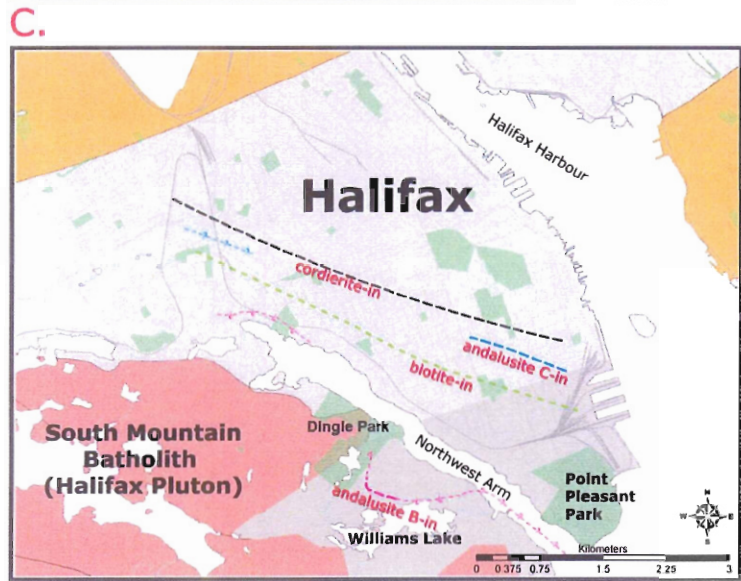 C.
Halifax Harbour
Halifax
cordierite-in
andalusite C-in
biotite-in
South Mountain
Batholith
(Halifax Pluton)
Dingle Park
Northwest Arm
Point
Pleasant
Park
andalusite B-in
Williams Lake
N
W E
S
Kilometers
0 0.375 0.75 1.5 2.25 3